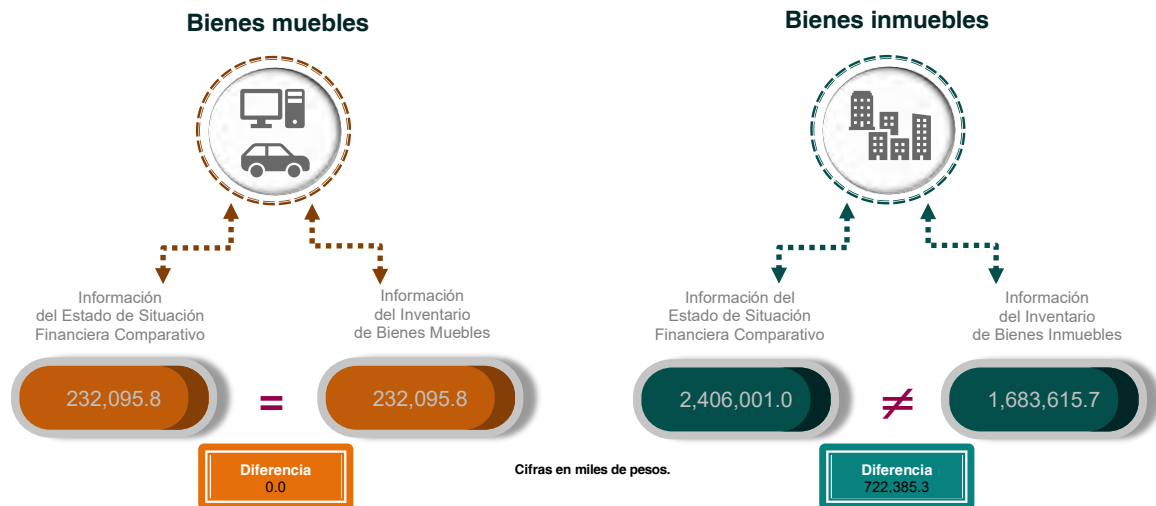 Bienes muebles
Información
del Estado de Situación
Financiera Comparativo
Información
del Inventario
de Bienes Muebles
232,095.8
=
232,095.8
Diferencia
0.0
Cifras en miles de pesos.
Bienes inmuebles
Información del
Estado de Situación
Financiera Comparativo
Información
del Inventario
de Bienes Inmuebles
2,406,001.0
≠
1,683,615.7
Diferencia
722,385.3